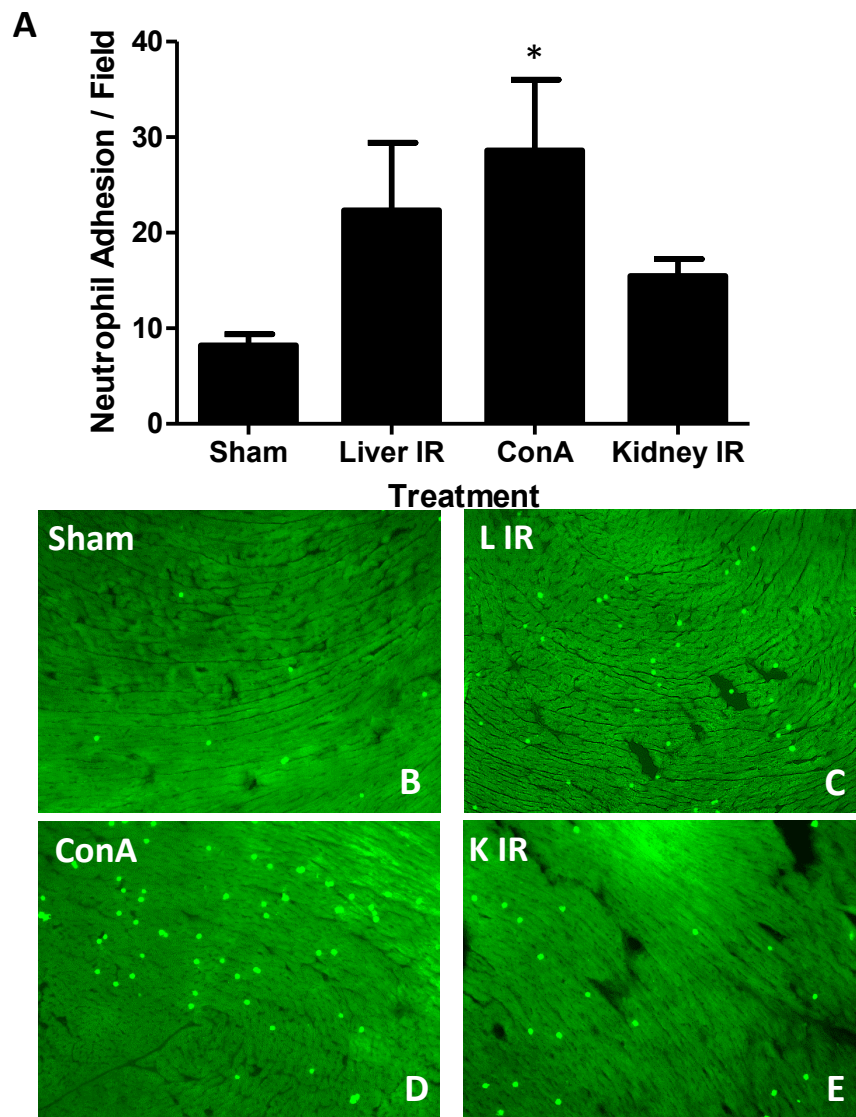 A
Neutrophil Adhesion / Field
40
30
20
10
0
*
Sham Liver IR ConA Kidney IR
Treatment
Sham
B
L IR
C
ConA
D
K IR
E